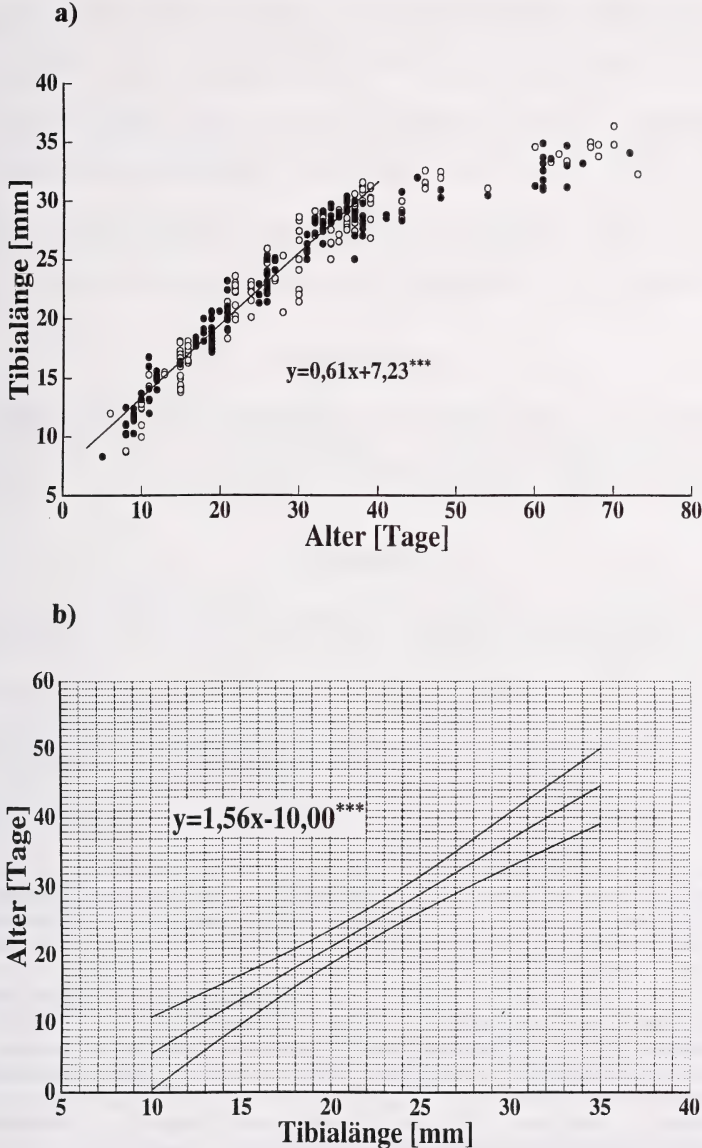 a)
40
35
30
25
20
15
10
5
Tibialänge [mm]
y=0,61x+7,23***
0 10 20 30 40 50 60 70 80
Alter [Tage]
b)
60
50
40
30
20
10
0
Alter [Tage]
y=1,56x-10,00***
5 10 15 20 25 30 35 40
Tibialänge [mm]